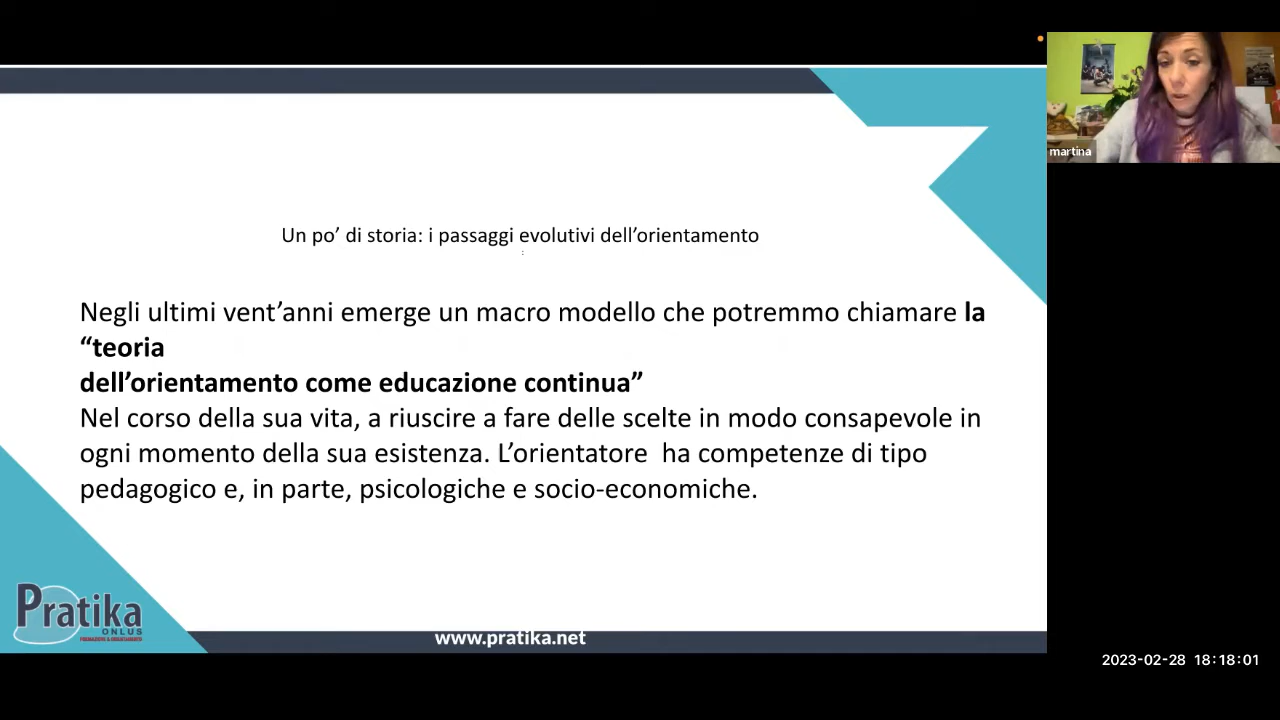 martina
Un po’ di storia: i passaggi evolutivi dell’orientamento
:
Negli ultimi vent’anni emerge un macro modello che potremmo chiamare la
“teoria
dell’orientamento come educazione continua”
Nel corso della sua vita, a riuscire a fare delle scelte in modo consapevole in
ogni momento della sua esistenza. L’orientatore ha competenze di tipo
pedagogico e, in parte, psicologiche e socio-economiche.
Pratika
ONLUS
FORMAZIONE & ORIENTAMENTO
www.pratika.net
2023-02-28 18:18:01